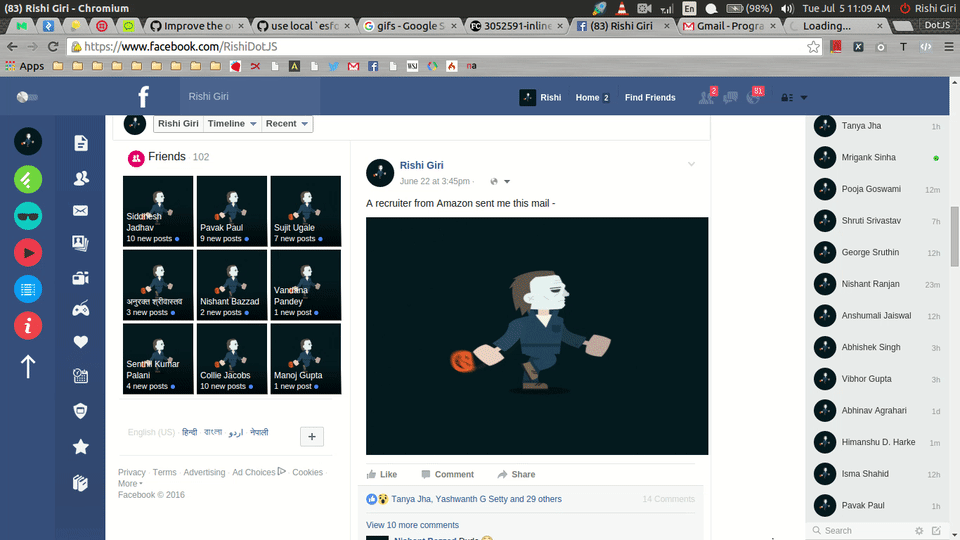 (83) Rishi Giri - Chromium
En
(98%)
Tue Jul 5 11:09 AM
Rishi Giri
Improve the o
use local `esfo
gifs - Google S
3052591-inline
(83) Rishi Giri
Gmail - Progra
Loading...
DotJS
https://www.facebook.com/RishiDotJS
Apps
WSJ
na
Rishi Giri
Rishi
Home 2
Find Friends
2
51
Rishi Giri
Timeline
Recent
Friends 102
Siddhesh Jadhav
10 new posts
Pavak Paul
9 new posts
Sujit Ugale
7 new posts
अनुरक्त श्रीवास्तव
3 new posts
Nishant Bazzad
2 new posts
Vandana Pandey
1 new post
Senthil Kumar Palani
4 new posts
Collie Jacobs
10 new posts
Manoj Gupta
1 new post
English (US) · हिन्दी · বাংলা · اردو · नेपाली
+
Privacy · Terms · Advertising · Ad Choices · Cookies
More
Facebook © 2016
Rishi Giri
June 22 at 3:45pm ·
A recruiter from Amazon sent me this mail -
Like
Comment
Share
Tanya Jha, Yashwanth G Setty and 29 others
14 Comments
View 10 more comments
Tanya Jha 1h
Mrigank Sinha
Pooja Goswami 12m
Shruti Srivastav 7h
George Sruthin 12h
Nishant Ranjan 23m
Anshumali Jaiswal 12h
Abhishek Singh 3h
Vibhor Gupta 3h
Abhinav Agrahari 1d
Himanshu D. Harke 1m
Isma Shahid 12h
Pavak Paul 1h
Search